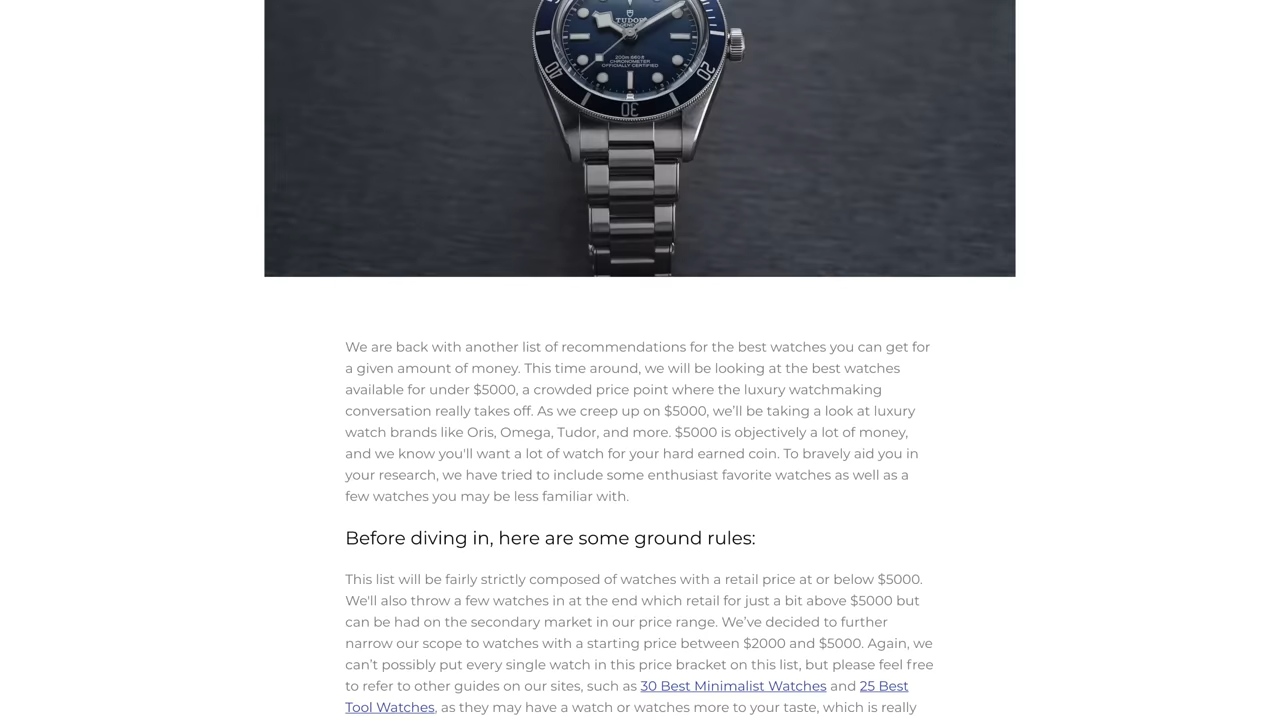 TUDOR
200m:660ft
CHRONOMETER
OFFICIALLY CERTIFIED
40
30
20
We are back with another list of recommendations for the best watches you can get for
a given amount of money. This time around, we will be looking at the best watches
available for under $5000, a crowded price point where the luxury watchmaking
conversation really takes off. As we creep up on $5000, we’ll be taking a look at luxury
watch brands like Oris, Omega, Tudor, and more. $5000 is objectively a lot of money,
and we know you'll want a lot of watch for your hard earned coin. To bravely aid you in
your research, we have tried to include some enthusiast favorite watches as well as a
few watches you may be less familiar with.
Before diving in, here are some ground rules:
This list will be fairly strictly composed of watches with a retail price at or below $5000.
We'll also throw a few watches in at the end which retail for just a bit above $5000 but
can be had on the secondary market in our price range. We’ve decided to further
narrow our scope to watches with a starting price between $2000 and $5000. Again, we
can’t possibly put every single watch in this price bracket on this list, but please feel free
to refer to other guides on our sites, such as 30 Best Minimalist Watches and 25 Best
Tool Watches, as they may have a watch or watches more to your taste, which is really